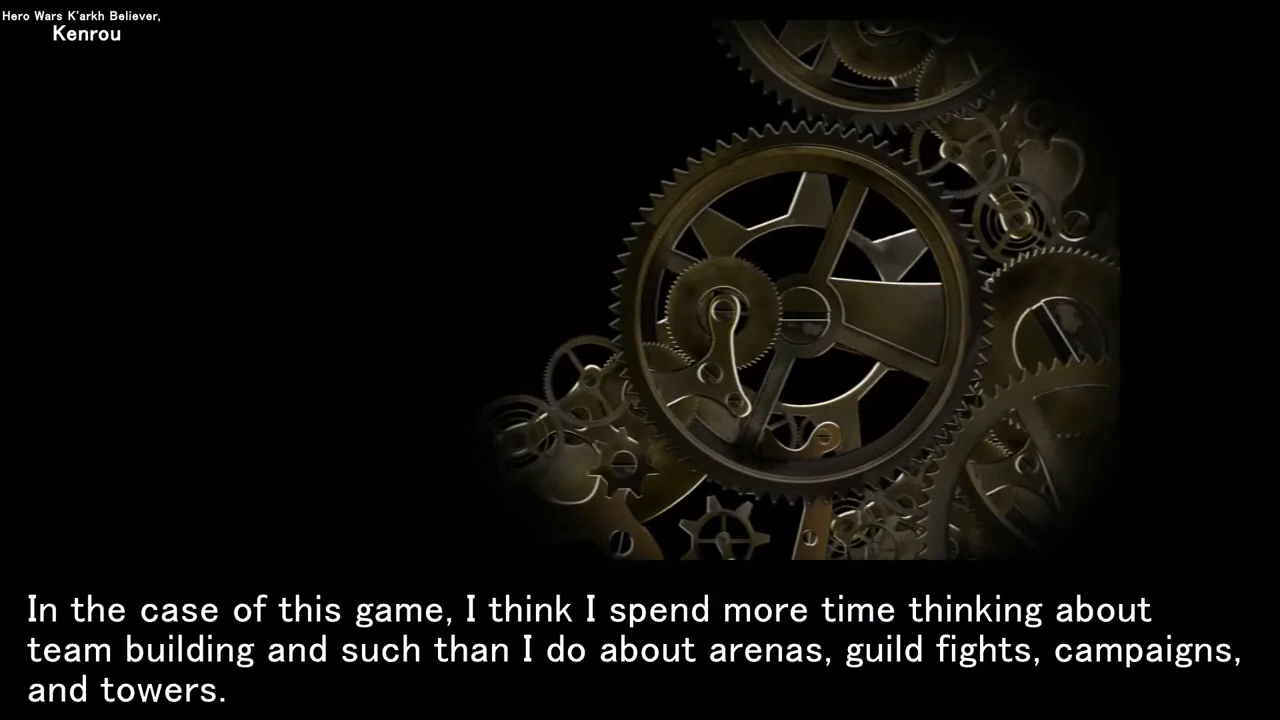 Hero Wars K'arkh Believer,
Kenrou
In the case of this game, I think I spend more time thinking about
team building and such than I do about arenas, guild fights, campaigns,
and towers.